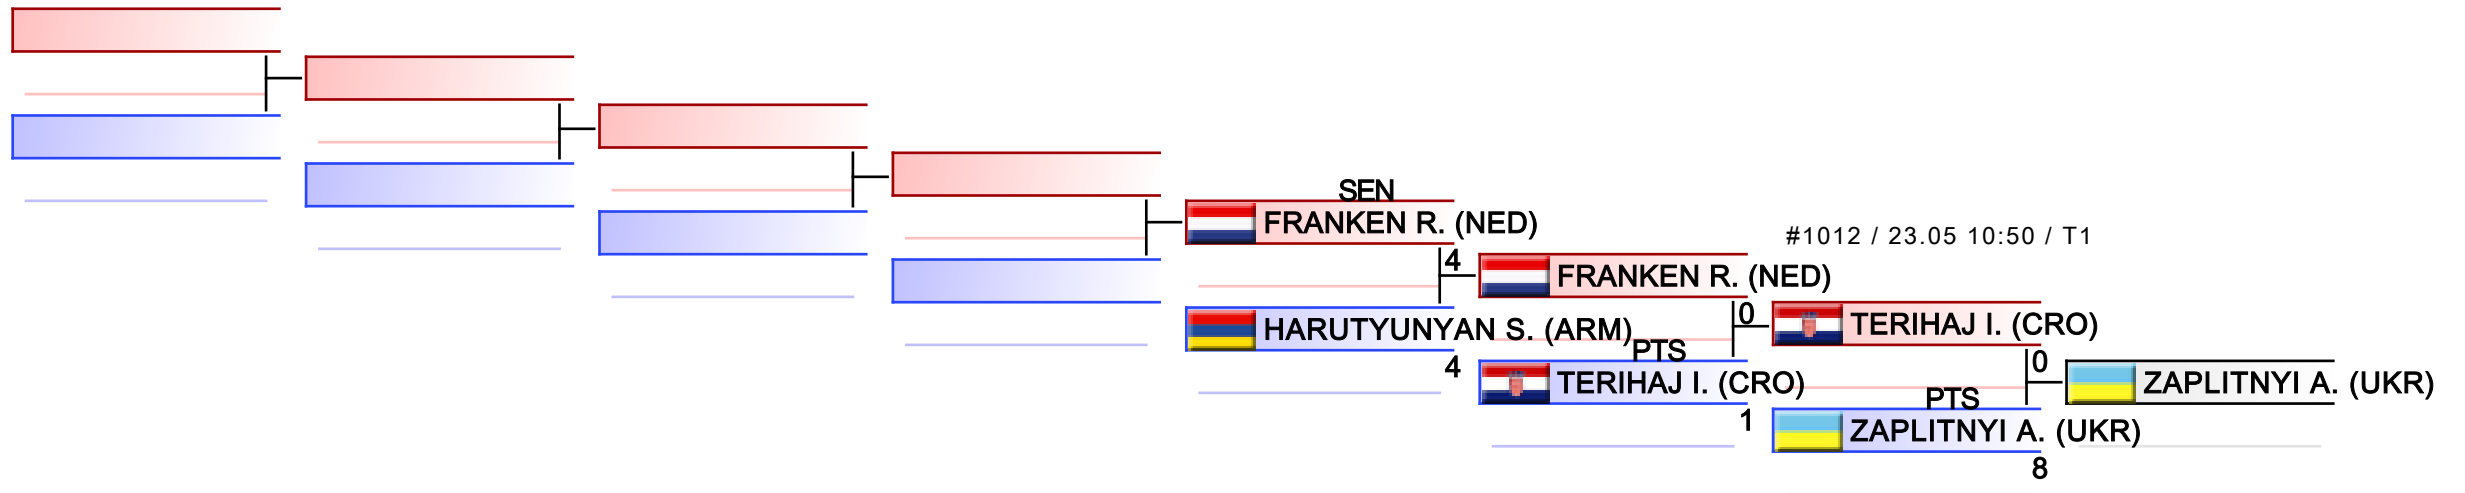 SEN
FRANKEN R. (NED)
#1012 / 23.05 10:50 / T1
4
FRANKEN R. (NED)
HARUTYUNYAN S. (ARM)
0
TERIHAJ I. (CRO)
4
PTS
TERIHAJ I. (CRO)
0
ZAPLITNYI A. (UKR)
1
PTS
ZAPLITNYI A. (UKR)
8